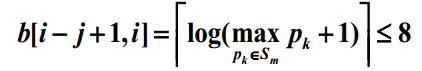 b[i − j + 1, i] = ⌈log(max_{p_k ∈ S_m} p_k + 1)⌉ ≤ 8